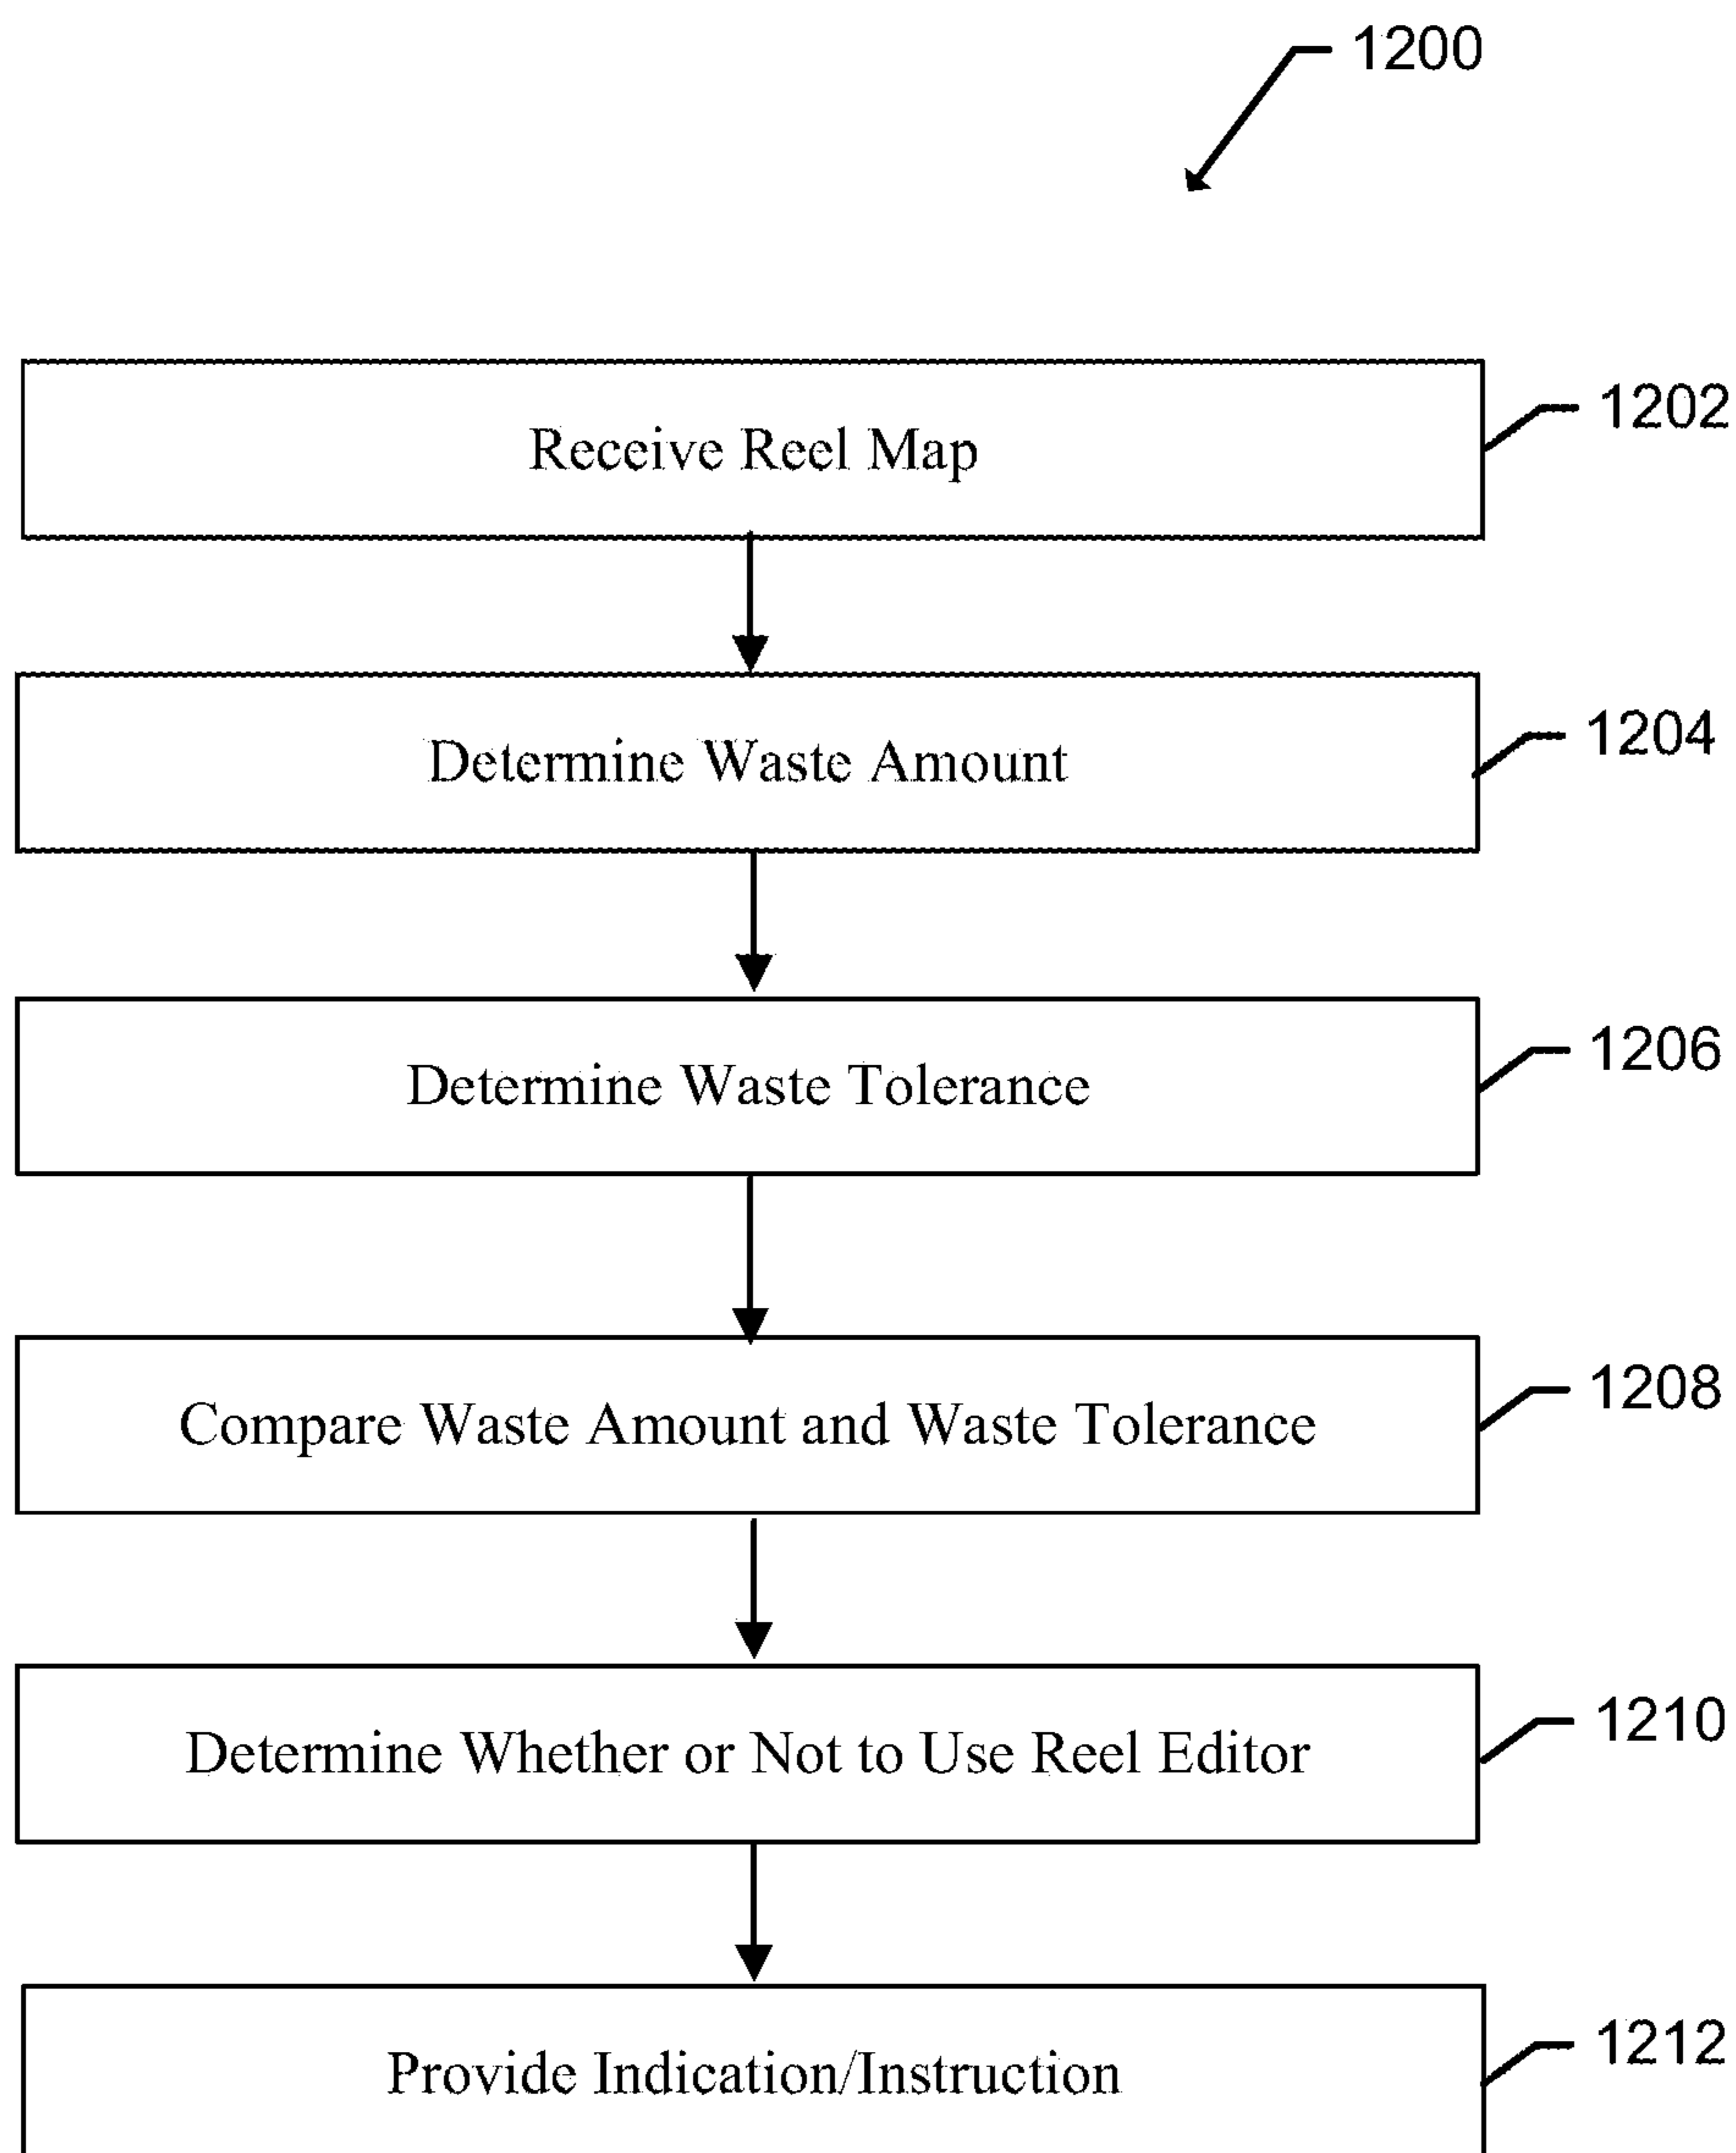 1200
Receive Reel Map
1202
Determine Waste Amount
1204
Determine Waste Tolerance
1206
Compare Waste Amount and Waste Tolerance
1208
Determine Whether or Not to Use Reel Editor
1210
Provide Indication/Instruction
1212